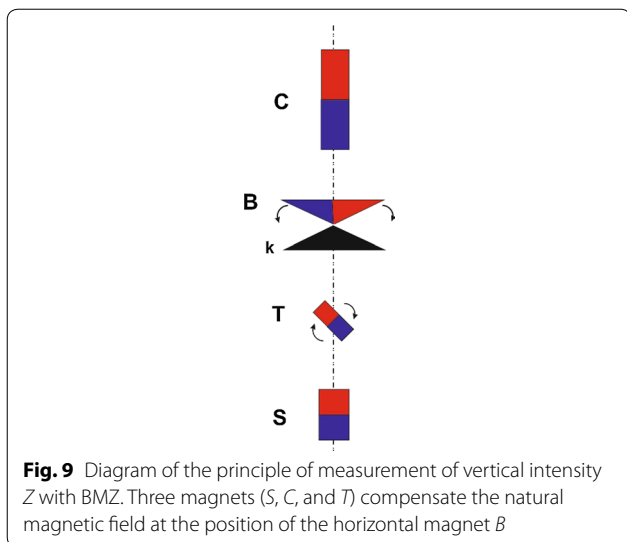 C
B
k
T
S
Fig. 9 Diagram of the principle of measurement of vertical intensity
Z with BMZ. Three magnets (S, C, and T) compensate the natural
magnetic field at the position of the horizontal magnet B